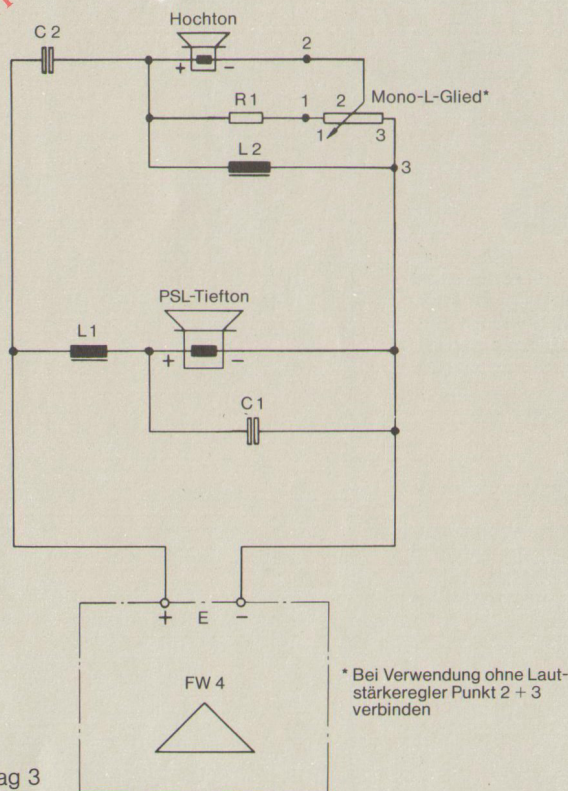 Hochton
C 2
2
+ −
Mono-L-Glied*
R 1
1
2
1
3
L 2
3
PSL-Tiefton
L 1
+ −
C 1
+ E −
FW 4
* Bei Verwendung ohne Laut-
stärkeregler Punkt 2 + 3
verbinden
ag 3